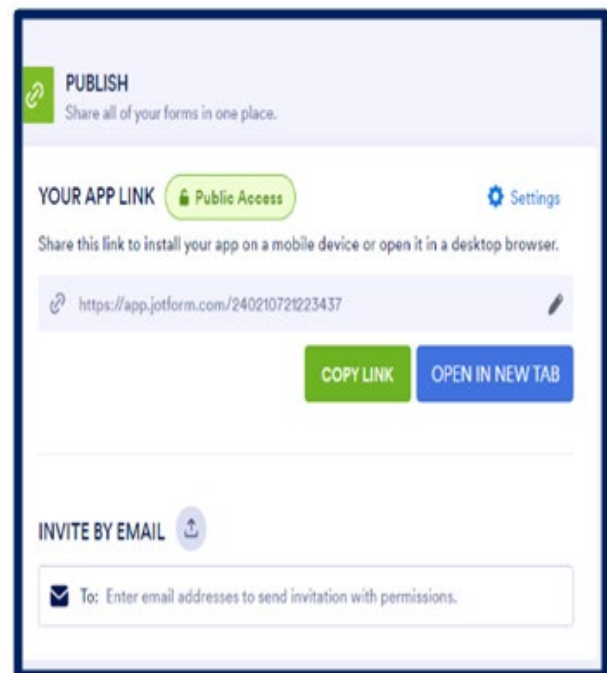 PUBLISH
Share all of your forms in one place.
YOUR APP LINK Public Access Settings
Share this link to install your app on a mobile device or open it in a desktop browser.
https://app.jotform.com/240210721223437
COPY LINK OPEN IN NEW TAB
INVITE BY EMAIL
To: Enter email addresses to send invitation with permissions.